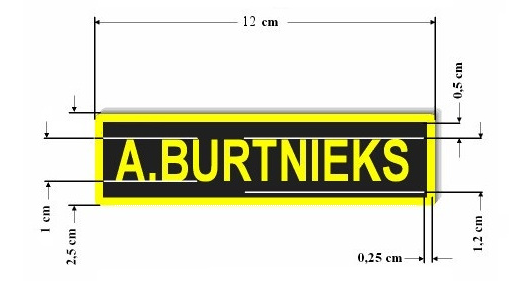 12 cm
0,5 cm
A.BURTNIEKS
1 cm
2,5 cm
1,2 cm
0,25 cm